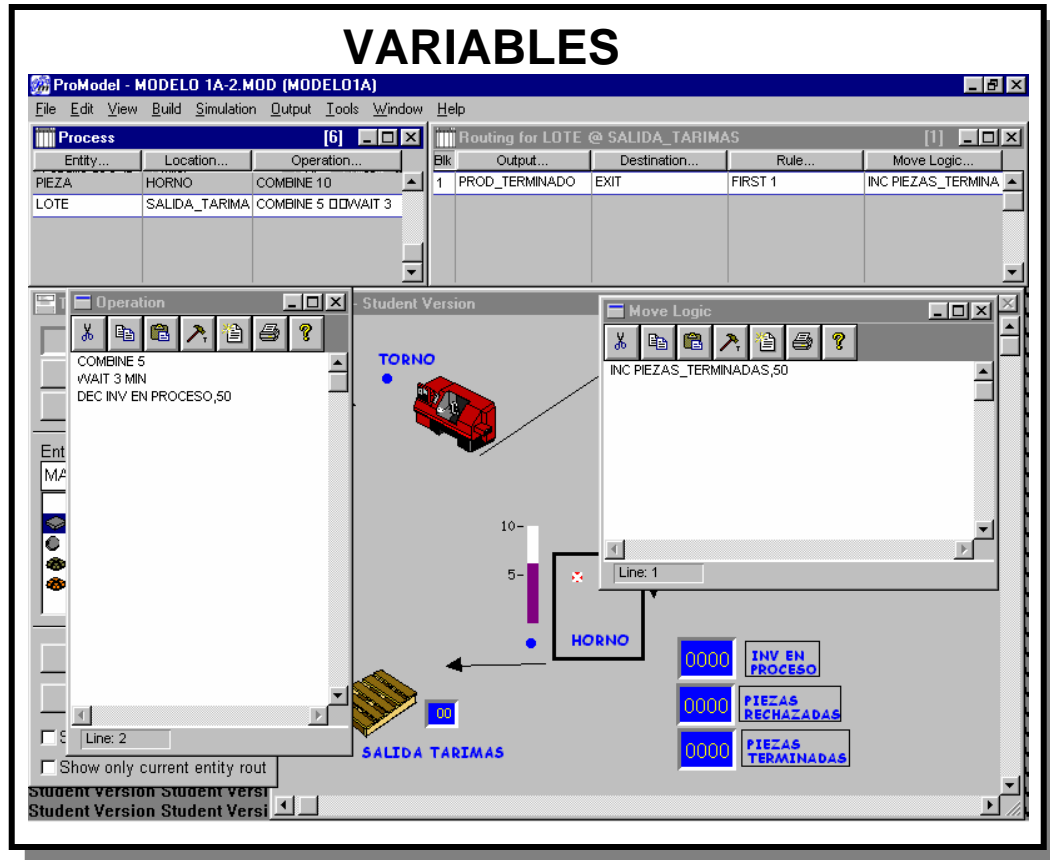 VARIABLES
ProModel - MODELO 1A-2.MOD (MODELO1A)
File Edit View Build Simulation Output Tools Window Help
Process [6]
Routing for LOTE @ SALIDA_TARIMAS [1]
Entity... Location... Operation...
Blk Output... Destination... Rule... Move Logic...
PIEZA HORNO COMBINE 10
1 PROD_TERMINADO EXIT FIRST 1 INC PIEZAS_TERMINA
LOTE SALIDA_TARIMA COMBINE 5 WAIT 3
T Operation
- Student Version
Move Logic
COMBINE 5
WAIT 3 MIN
DEC INV EN PROCESO,50
INC PIEZAS_TERMINADAS,50
TORNO
Ent
MA
10-
5-
Line: 1
HORNO
0000 INV EN
PROCESO
0000 PIEZAS
RECHAZADAS
0000 PIEZAS
TERMINADAS
00
SALIDA TARIMAS
Line: 2
S
Show only current entity rout
Student Version Student Versi
Student Version Student Versi